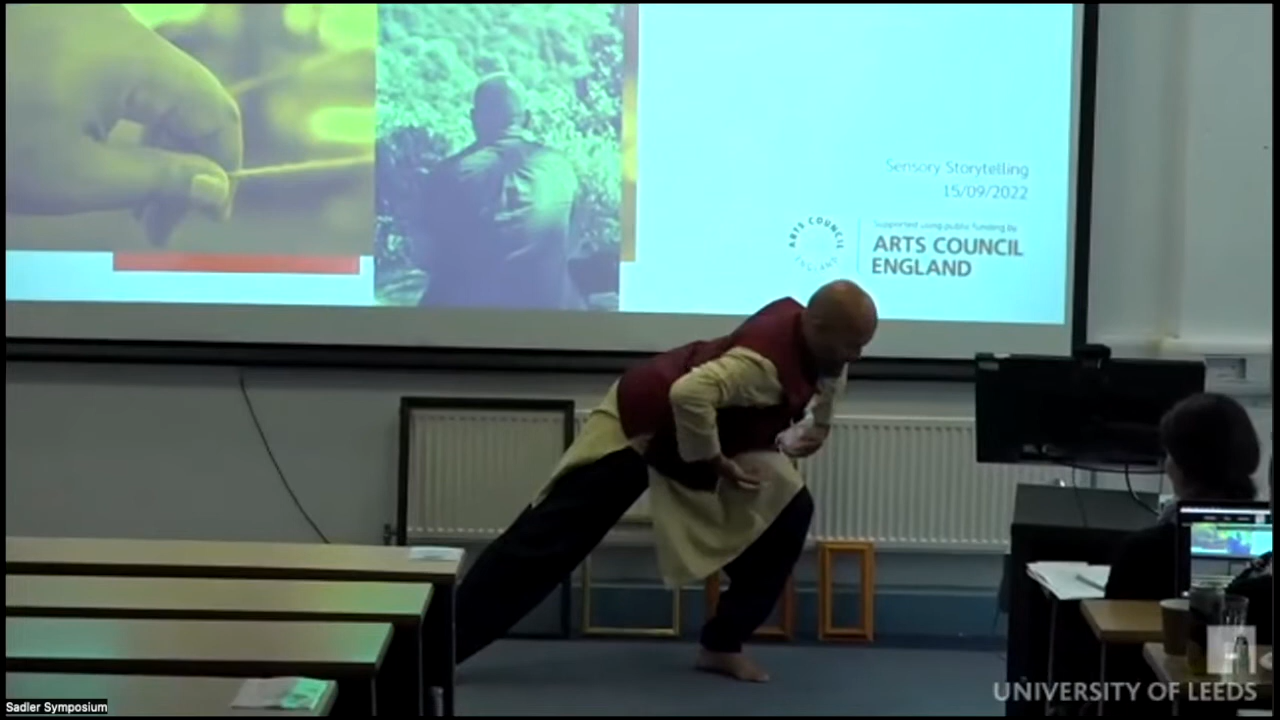 Sensory Storytelling
15/09/2022
ARTS COUNCIL
ENGLAND
Supported using public funding by
ARTS COUNCIL
ENGLAND
Sadler Symposium
UNIVERSITY OF LEEDS